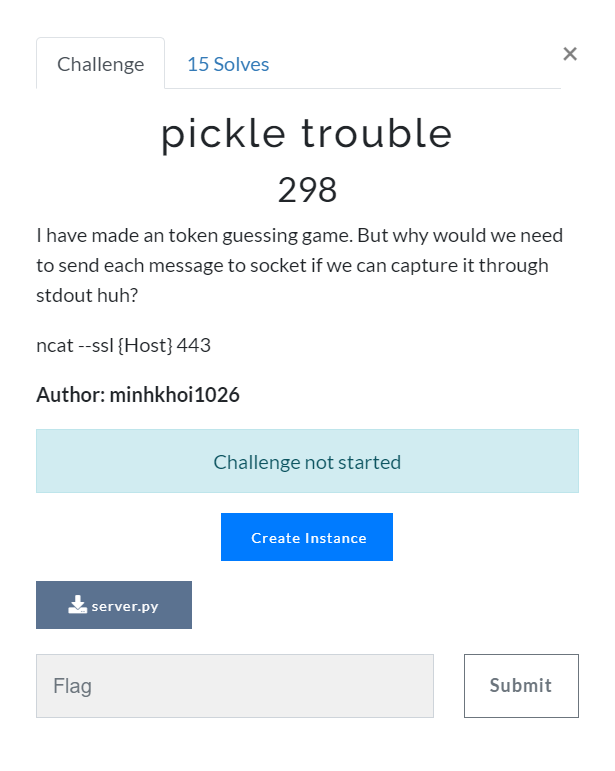 Challenge
15 Solves
×
pickle trouble
298
I have made an token guessing game. But why would we need
to send each message to socket if we can capture it through
stdout huh?
ncat --ssl {Host} 443
Author: minhkhoi1026
Challenge not started
Create Instance
server.py
Flag
Submit